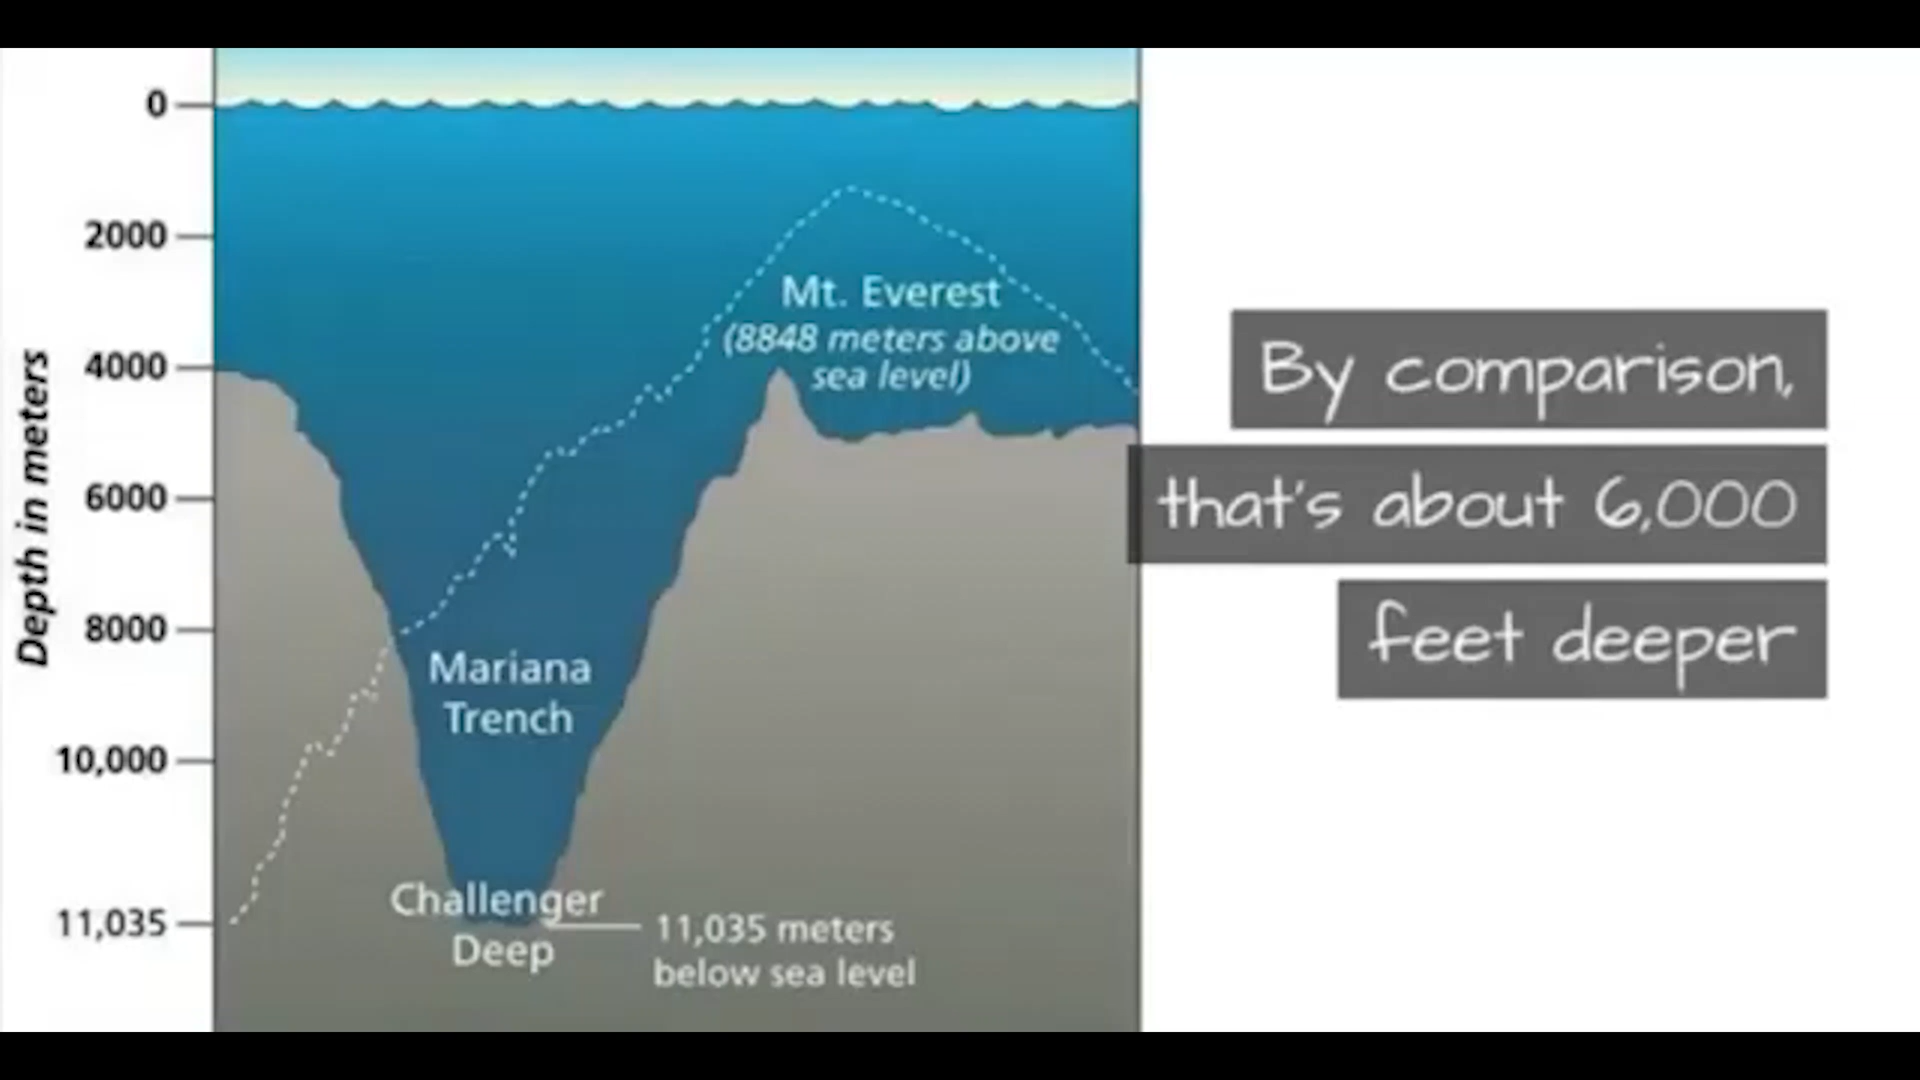 0
2000
4000
6000
8000
10,000
11,035
Depth in meters
Mt. Everest
(8848 meters above
sea level)
Mariana
Trench
Challenger
Deep
11,035 meters
below sea level
By comparison,
that's about 6,000
feet deeper